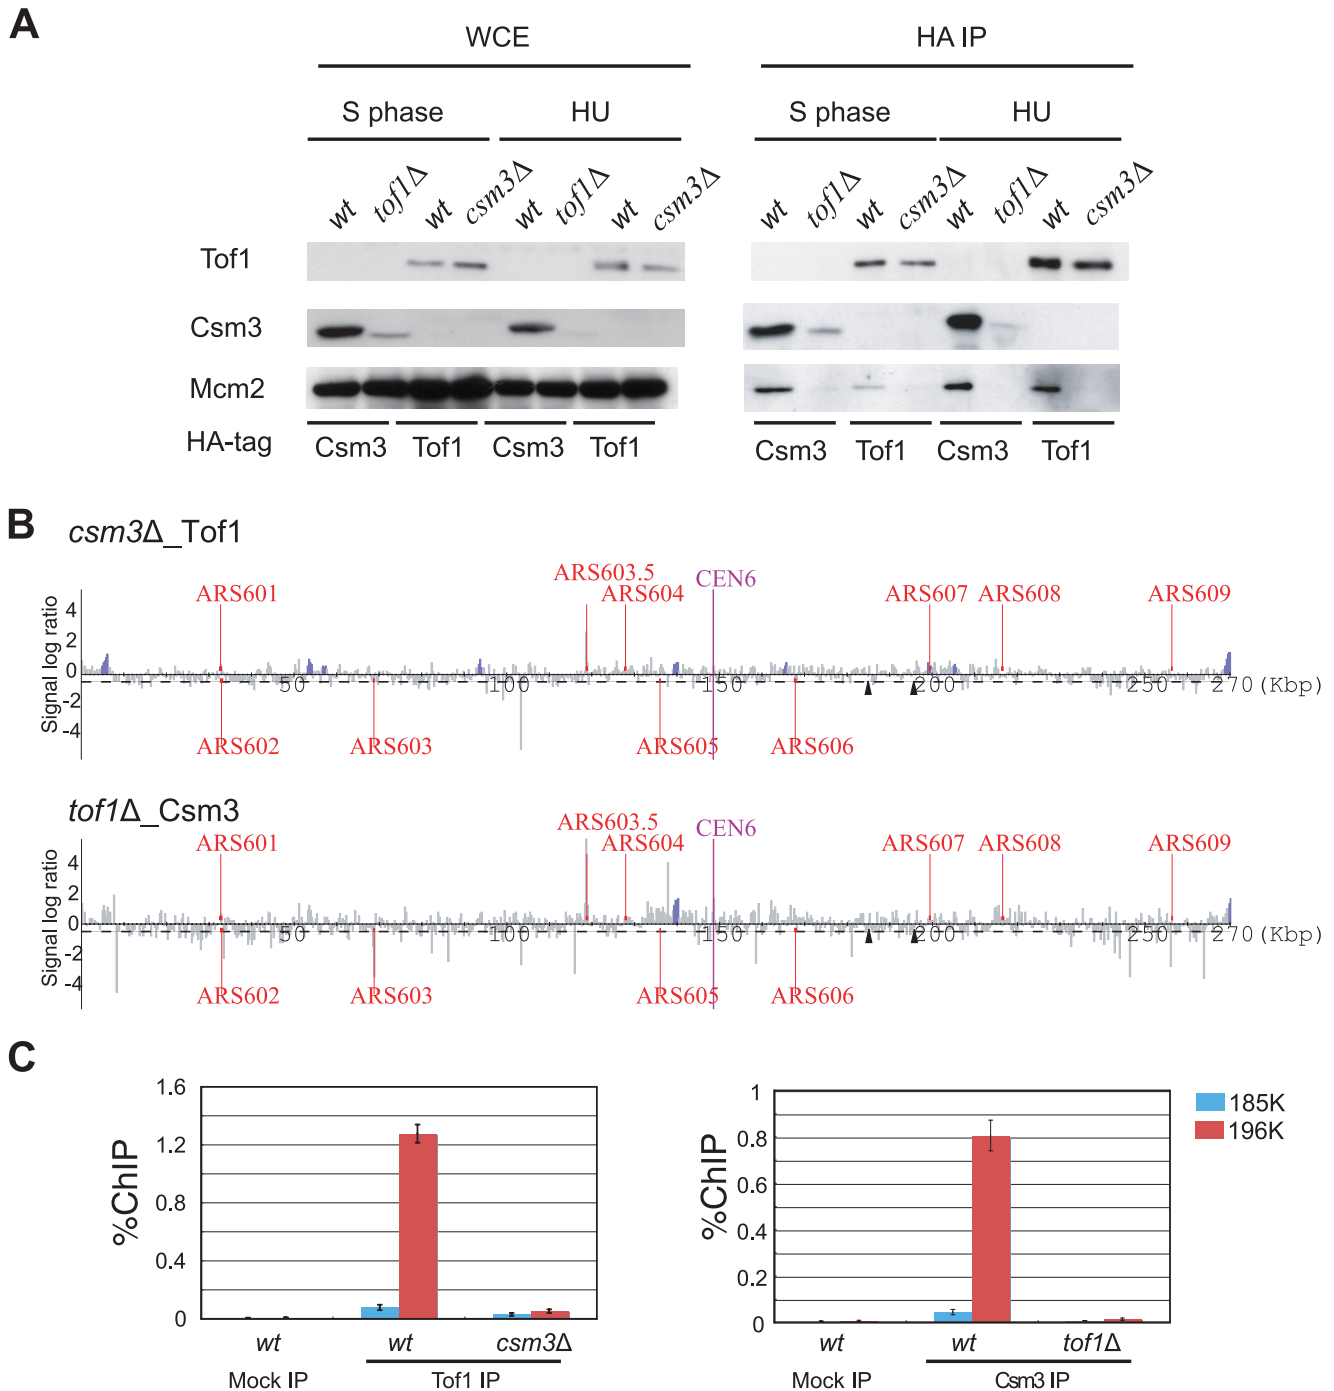 A
WCE
HA IP
S phase
HU
S phase
HU
wt
tof1Δ
wt
csm3Δ
wt
tof1Δ
wt
csm3Δ
wt
tof1Δ
wt
csm3Δ
wt
tof1Δ
wt
csm3Δ
Tof1
Csm3
Mcm2
HA-tag
Csm3
Tof1
Csm3
Tof1
Csm3
Tof1
Csm3
Tof1
B
csm3Δ_Tof1
ARS601
ARS603.5
ARS604
CEN6
ARS607
ARS608
ARS609
Signal log ratio
4
2
0
-2
-4
50
100
150
200
250
270 (Kbp)
ARS602
ARS603
ARS605
ARS606
tof1Δ_Csm3
ARS601
ARS603.5
ARS604
CEN6
ARS607
ARS608
ARS609
Signal log ratio
4
2
0
-2
-4
50
100
150
200
250
270 (Kbp)
ARS602
ARS603
ARS605
ARS606
C
%ChIP
1.6
1.2
0.8
0.4
0
wt
wt
csm3Δ
Mock IP
Tof1 IP
%ChIP
1
0.8
0.6
0.4
0.2
0
wt
wt
tof1Δ
Mock IP
Csm3 IP
185K
196K